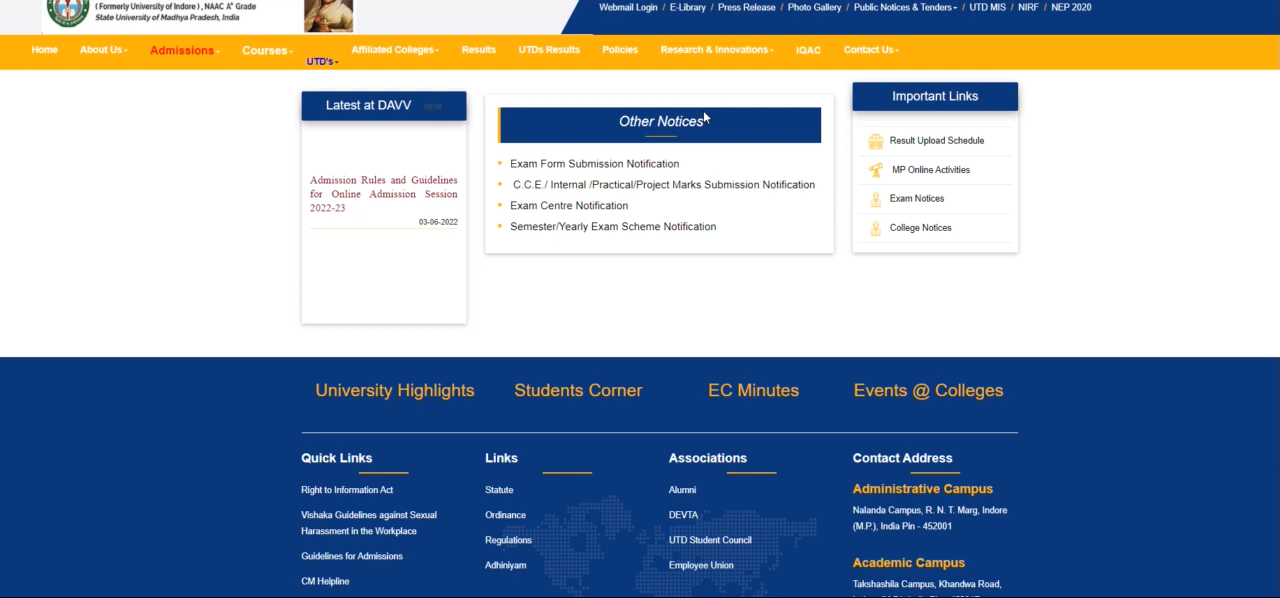 ( Formerly University of Indore ) , NAAC A+ Grade
State University of Madhya Pradesh, India
Webmail Login / E-Library / Press Release / Photo Gallery / Public Notices & Tenders / UTD MIS / NIRF / NEP 2020
Home About Us Admissions Courses UTD's Affiliated Colleges Results UTDs Results Policies Research & Innovations IQAC Contact Us
Latest at DAVV NEW
Admission Rules and Guidelines
for Online Admission Session
2022-23
03-06-2022
Other Notices
Exam Form Submission Notification
C.C.E./ Internal /Practical/Project Marks Submission Notification
Exam Centre Notification
Semester/Yearly Exam Scheme Notification
Important Links
Result Upload Schedule
MP Online Activities
Exam Notices
College Notices
University Highlights Students Corner EC Minutes Events @ Colleges
Quick Links
Right to Information Act
Vishaka Guidelines against Sexual
Harassment in the Workplace
Guidelines for Admissions
CM Helpline
Links
Statute
Ordinance
Regulations
Adhiniyam
Associations
Alumni
DEVTA
UTD Student Council
Employee Union
Contact Address
Administrative Campus
Nalanda Campus, R. N. T. Marg, Indore
(M.P.), India Pin - 452001
Academic Campus
Takshashila Campus, Khandwa Road,